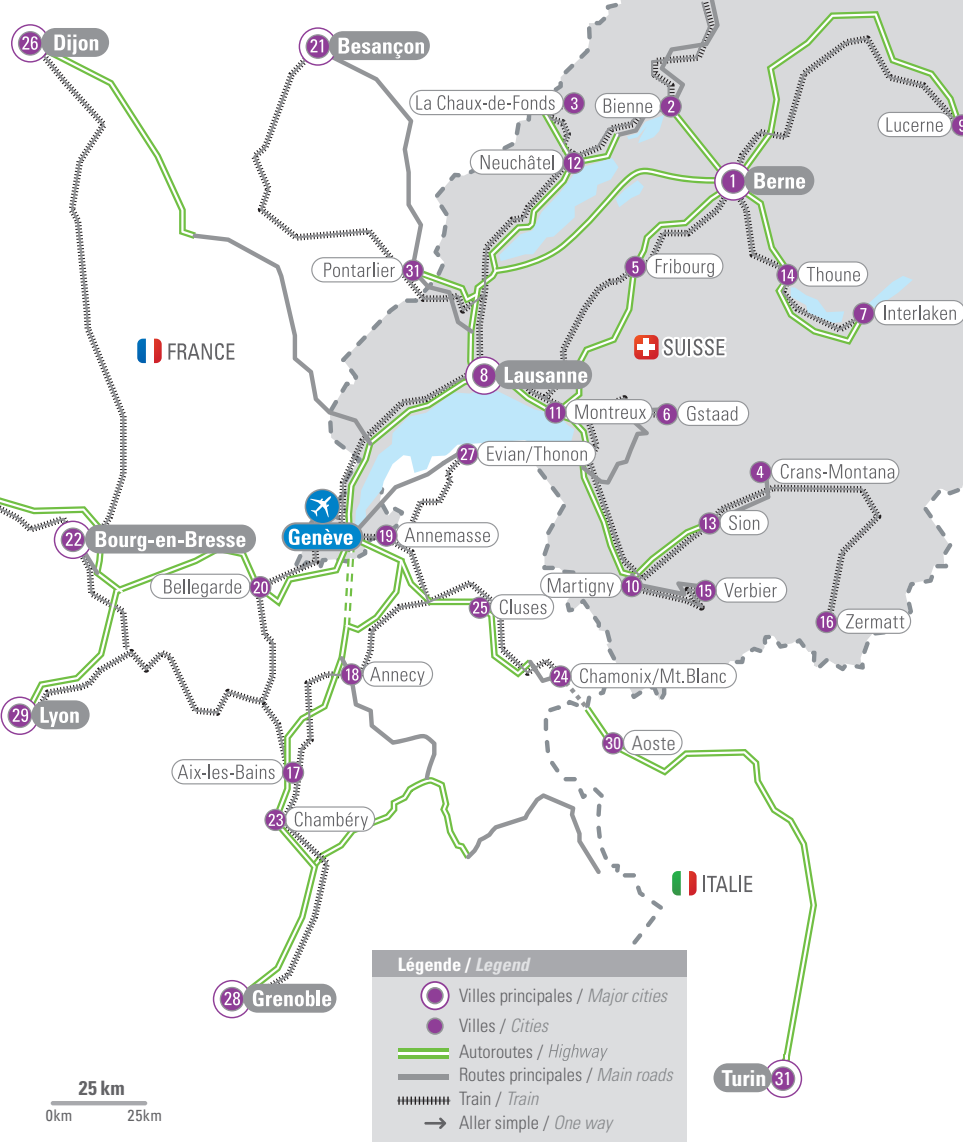 26 Dijon
21 Besançon
La Chaux-de-Fonds 3
Bienne 2
Lucerne 9
Neuchâtel 12
1 Berne
Pontarlier 31
5 Fribourg
14 Thoune
7 Interlaken
FRANCE
SUISSE
8 Lausanne
11 Montreux
6 Gstaad
27 Evian/Thonon
4 Crans-Montana
13 Sion
22 Bourg-en-Bresse
Genève
19 Annemasse
Bellegarde 20
Martigny 10
15 Verbier
25 Cluses
16 Zermatt
18 Annecy
24 Chamonix/Mt.Blanc
29 Lyon
30 Aoste
Aix-les-Bains 17
23 Chambéry
ITALIE
28 Grenoble
Légende / Legend
Villes principales / Major cities
Villes / Cities
Autoroutes / Highway
Routes principales / Main roads
Train / Train
Aller simple / One way
Turin 31
25 km
0km 25km